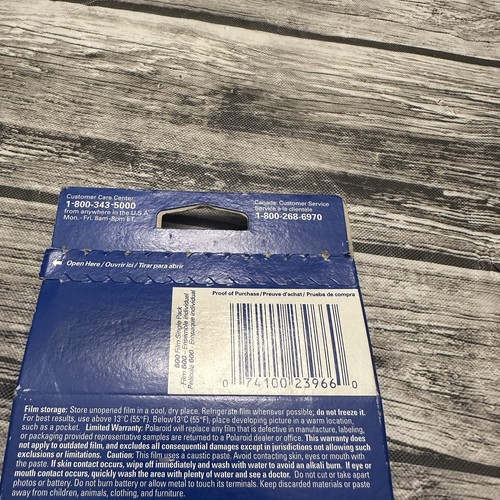 Customer Care Center
1-800-343-5000
from anywhere in the U.S.A.
Mon.- Fri. 8am-8pm ET.
Canada: Customer Service
Service à la clientele
1-800-268-6970
Open Here / Ouvrir ici / Tirar para abrir
Proof of Purchase / Preuve d'achat / Prueba de compra
600 Film Single Pack
Film 600 - Ensemble individuel
Película 600 - Empaque individual
0 74100 23966 0
Film storage: Store unopened film in a cool, dry place. Refrigerate film whenever possible; do not freeze it.
For best results, use above 13°C (55°F). Below 13°C (55°F), place developing picture in a warm location,
such as a pocket. Limited Warranty: Polaroid will replace any film that is defective in manufacture, labeling,
or packaging provided representative samples are returned to a Polaroid dealer or office. This warranty does
not apply to outdated film, and excludes all consequential damages except in jurisdictions not allowing such
exclusions or limitations. Caution: This film uses a caustic paste. Avoid contacting skin, eyes or mouth with
the paste. If skin contact occurs, wipe off immediately and wash with water to avoid an alkali burn. If eye or
mouth contact occurs, quickly wash the area with plenty of water and see a doctor. Do not cut or take apart
photos or battery. Do not burn battery or allow metal to touch its terminals. Keep discarded materials or paste
away from children, animals, clothing, and furniture.